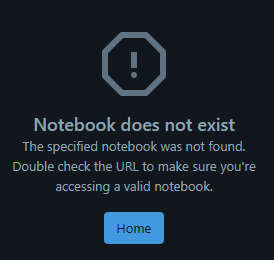 Notebook does not exist
The specified notebook was not found.
Double check the URL to make sure you're
accessing a valid notebook.
Home